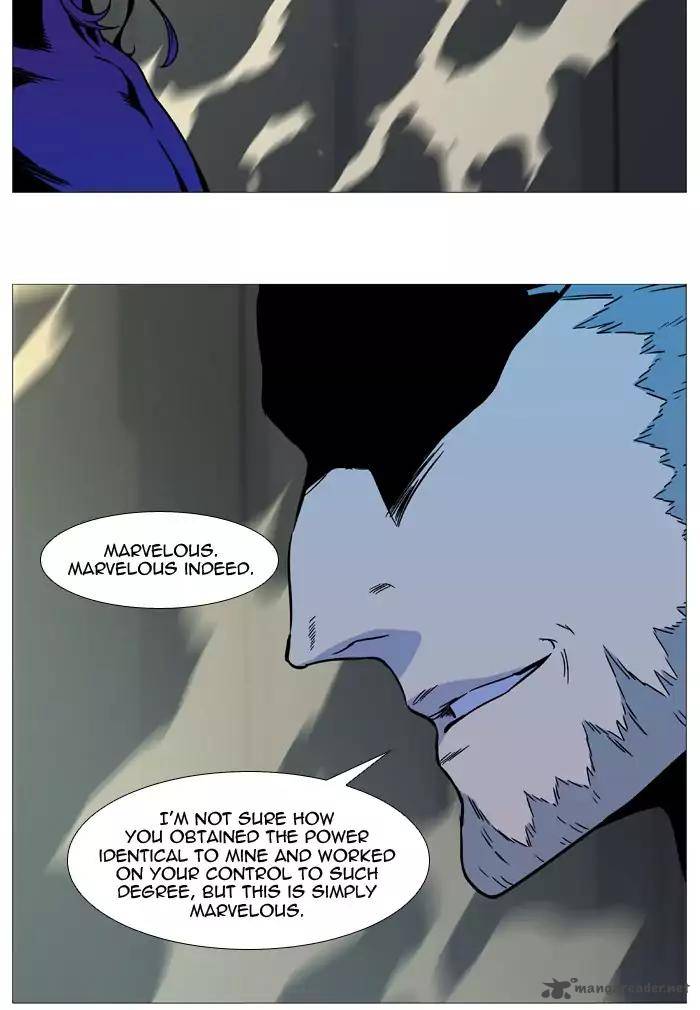 MARVELOUS.
MARVELOUS INDEED.
I'M NOT SURE HOW
YOU OBTAINED THE POWER
IDENTICAL TO MINE AND WORKED
ON YOUR CONTROL TO SUCH
DEGREE, BUT THIS IS SIMPLY
MARVELOUS.
mangareader.net